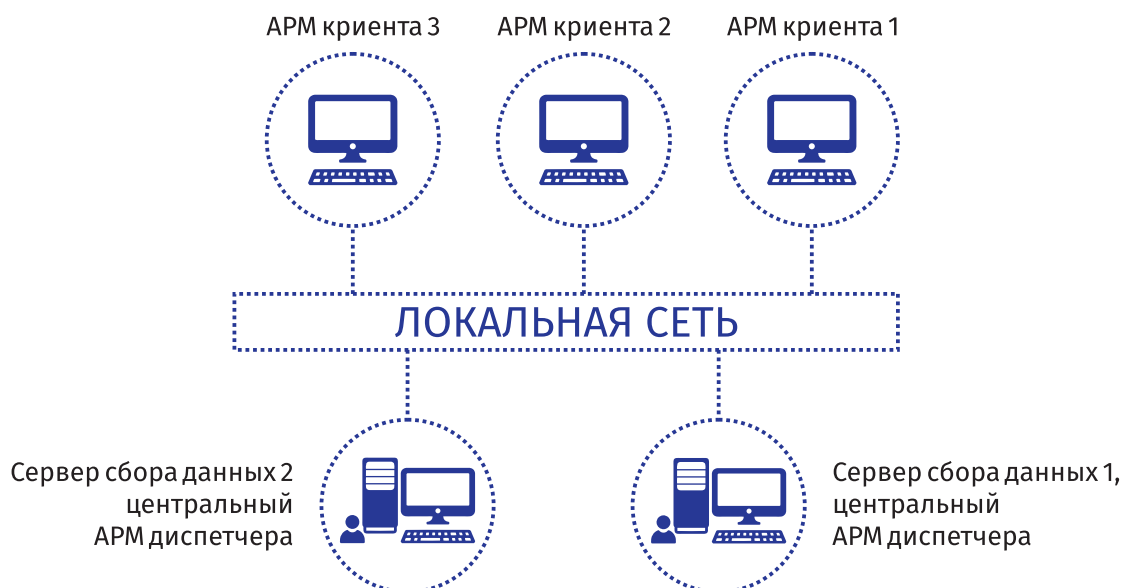 АРМ криента 3
АРМ криента 2
АРМ криента 1
ЛОКАЛЬНАЯ СЕТЬ
Сервер сбора данных 2
центральный
АРМ диспетчера
Сервер сбора данных 1,
центральный
АРМ диспетчера